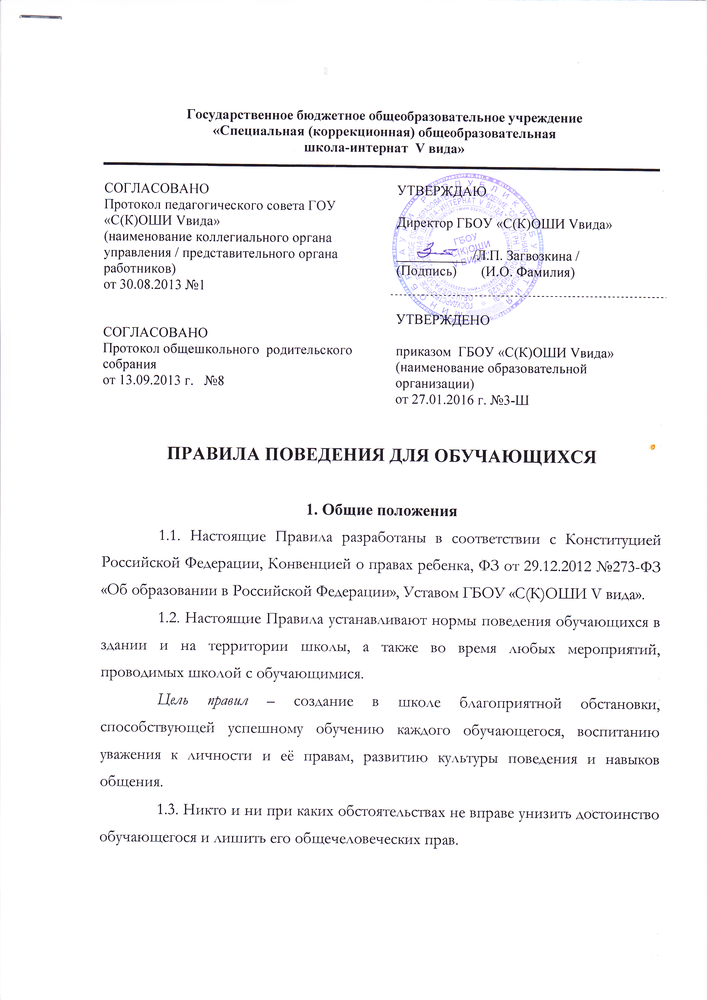 Государственное бюджетное общеобразовательное учреждение
«Специальная (коррекционная) общеобразовательная
школа-интернат V вида»
СОГЛАСОВАНО
Протокол педагогического совета ГОУ
«С(К)ОШИ Vвида»
(наименование коллегиального органа
управления / представительного органа
работников)
от 30.08.2013 №1
СОГЛАСОВАНО
Протокол общешкольного родительского
собрания
от 13.09.2013 г. №8
УТВЕРЖДАЮ
Директор ГБОУ «С(К)ОШИ Vвида»
/Л.П. Загвозкина /
(Подпись) (И.О. Фамилия)
ГБОУ
"С(К)ОШИ
V ВИДА"
УТВЕРЖДЕНО
приказом ГБОУ «С(К)ОШИ Vвида»
(наименование образовательной
организации)
от 27.01.2016 г. №3-Ш
ПРАВИЛА ПОВЕДЕНИЯ ДЛЯ ОБУЧАЮЩИХСЯ
1. Общие положения
1.1. Настоящие Правила разработаны в соответствии с Конституцией
Российской Федерации, Конвенцией о правах ребенка, ФЗ от 29.12.2012 №273-ФЗ
«Об образовании в Российской Федерации», Уставом ГБОУ «С(К)ОШИ V вида».
1.2. Настоящие Правила устанавливают нормы поведения обучающихся в
здании и на территории школы, а также во время любых мероприятий,
проводимых школой с обучающимися.
Цель правил – создание в школе благоприятной обстановки,
способствующей успешному обучению каждого обучающегося, воспитанию
уважения к личности и её правам, развитию культуры поведения и навыков
общения.
1.3. Никто и ни при каких обстоятельствах не вправе унизить достоинство
обучающегося и лишить его общечеловеческих прав.